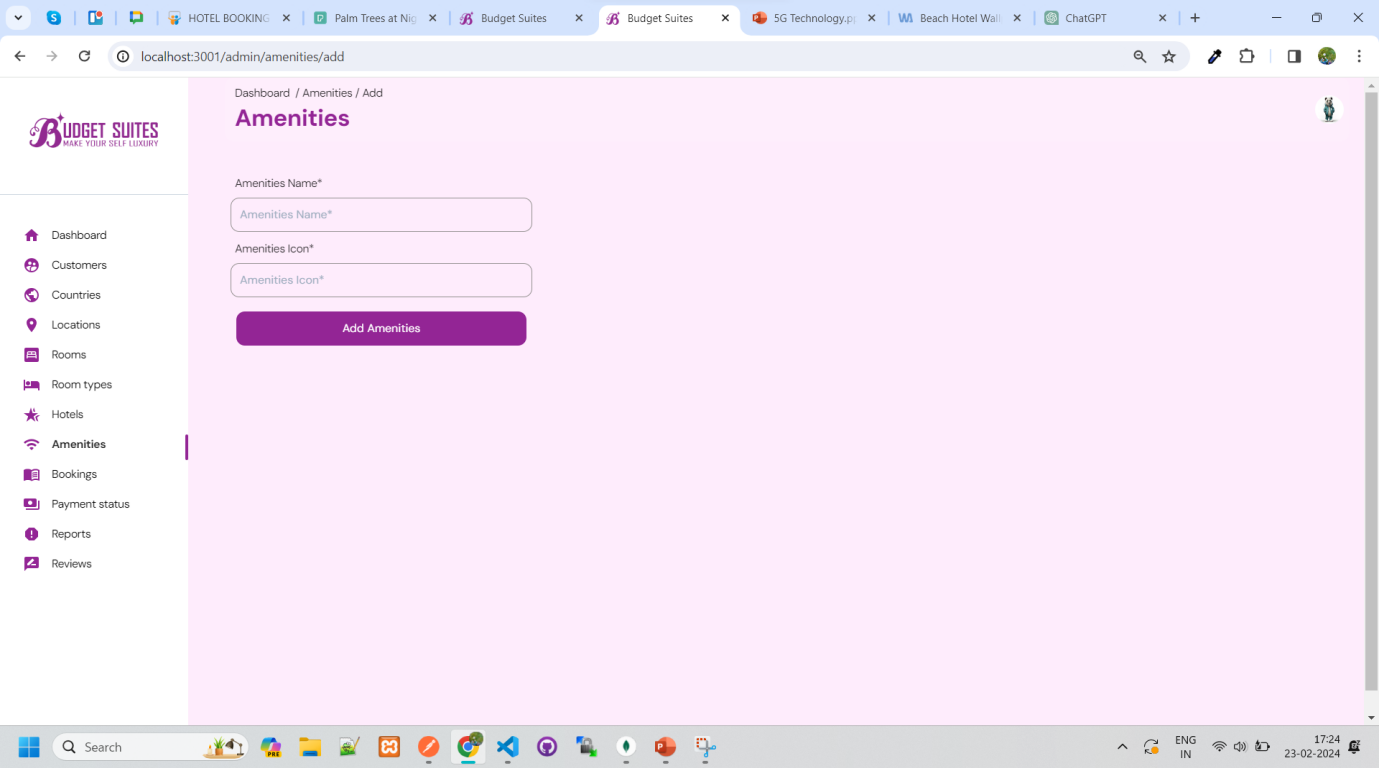 HOTEL BOOKING
Palm Trees at Nig
Budget Suites
Budget Suites
5G Technology.p
Beach Hotel Wall
ChatGPT
localhost:3001/admin/amenities/add
BUDGET SUITES
MAKE YOUR SELF LUXURY
Dashboard / Amenities / Add
Amenities
Amenities Name*
Amenities Name*
Amenities Icon*
Amenities Icon*
Add Amenities
Dashboard
Customers
Countries
Locations
Rooms
Room types
Hotels
Amenities
Bookings
Payment status
Reports
Reviews
Search
PRE
ENG
IN
17:24
23-02-2024